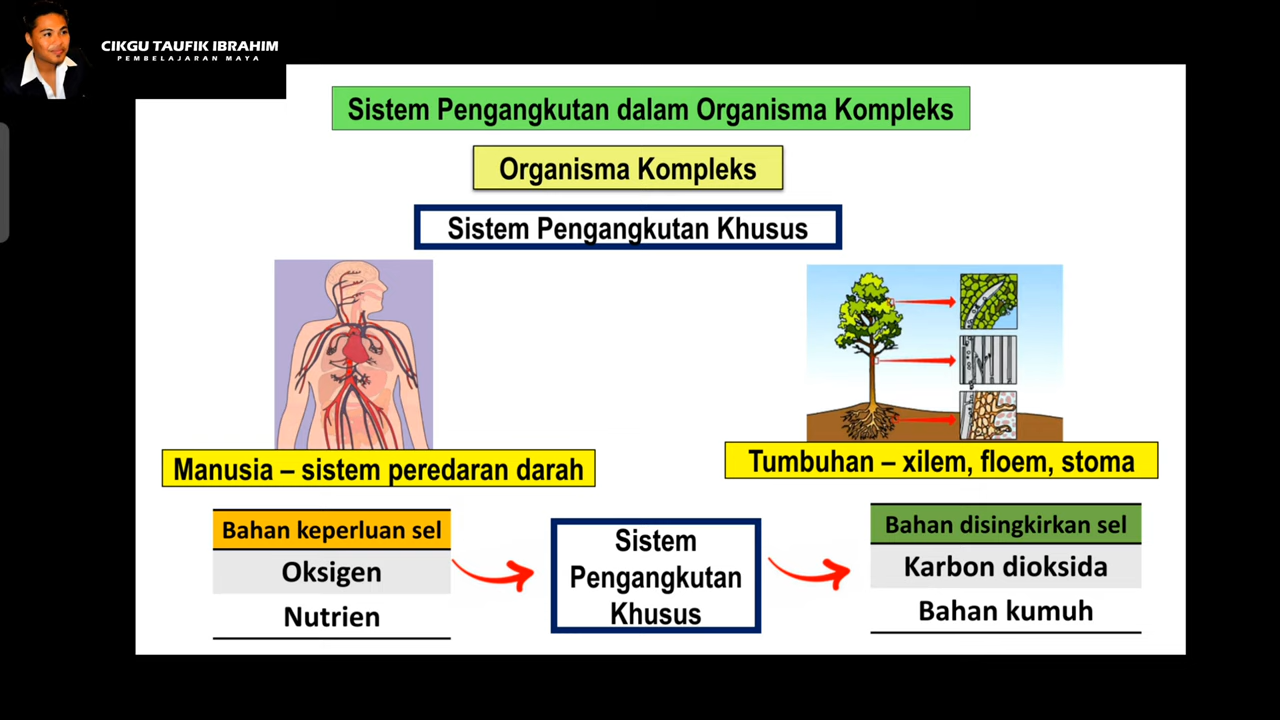 CIKGU TAUFIK IBRAHIM
PEMBELAJARAN MAYA
Sistem Pengangkutan dalam Organisma Kompleks
Organisma Kompleks
Sistem Pengangkutan Khusus
Manusia – sistem peredaran darah
Tumbuhan – xilem, floem, stoma
Bahan keperluan sel
Oksigen
Nutrien
Sistem
Pengangkutan
Khusus
Bahan disingkirkan sel
Karbon dioksida
Bahan kumuh